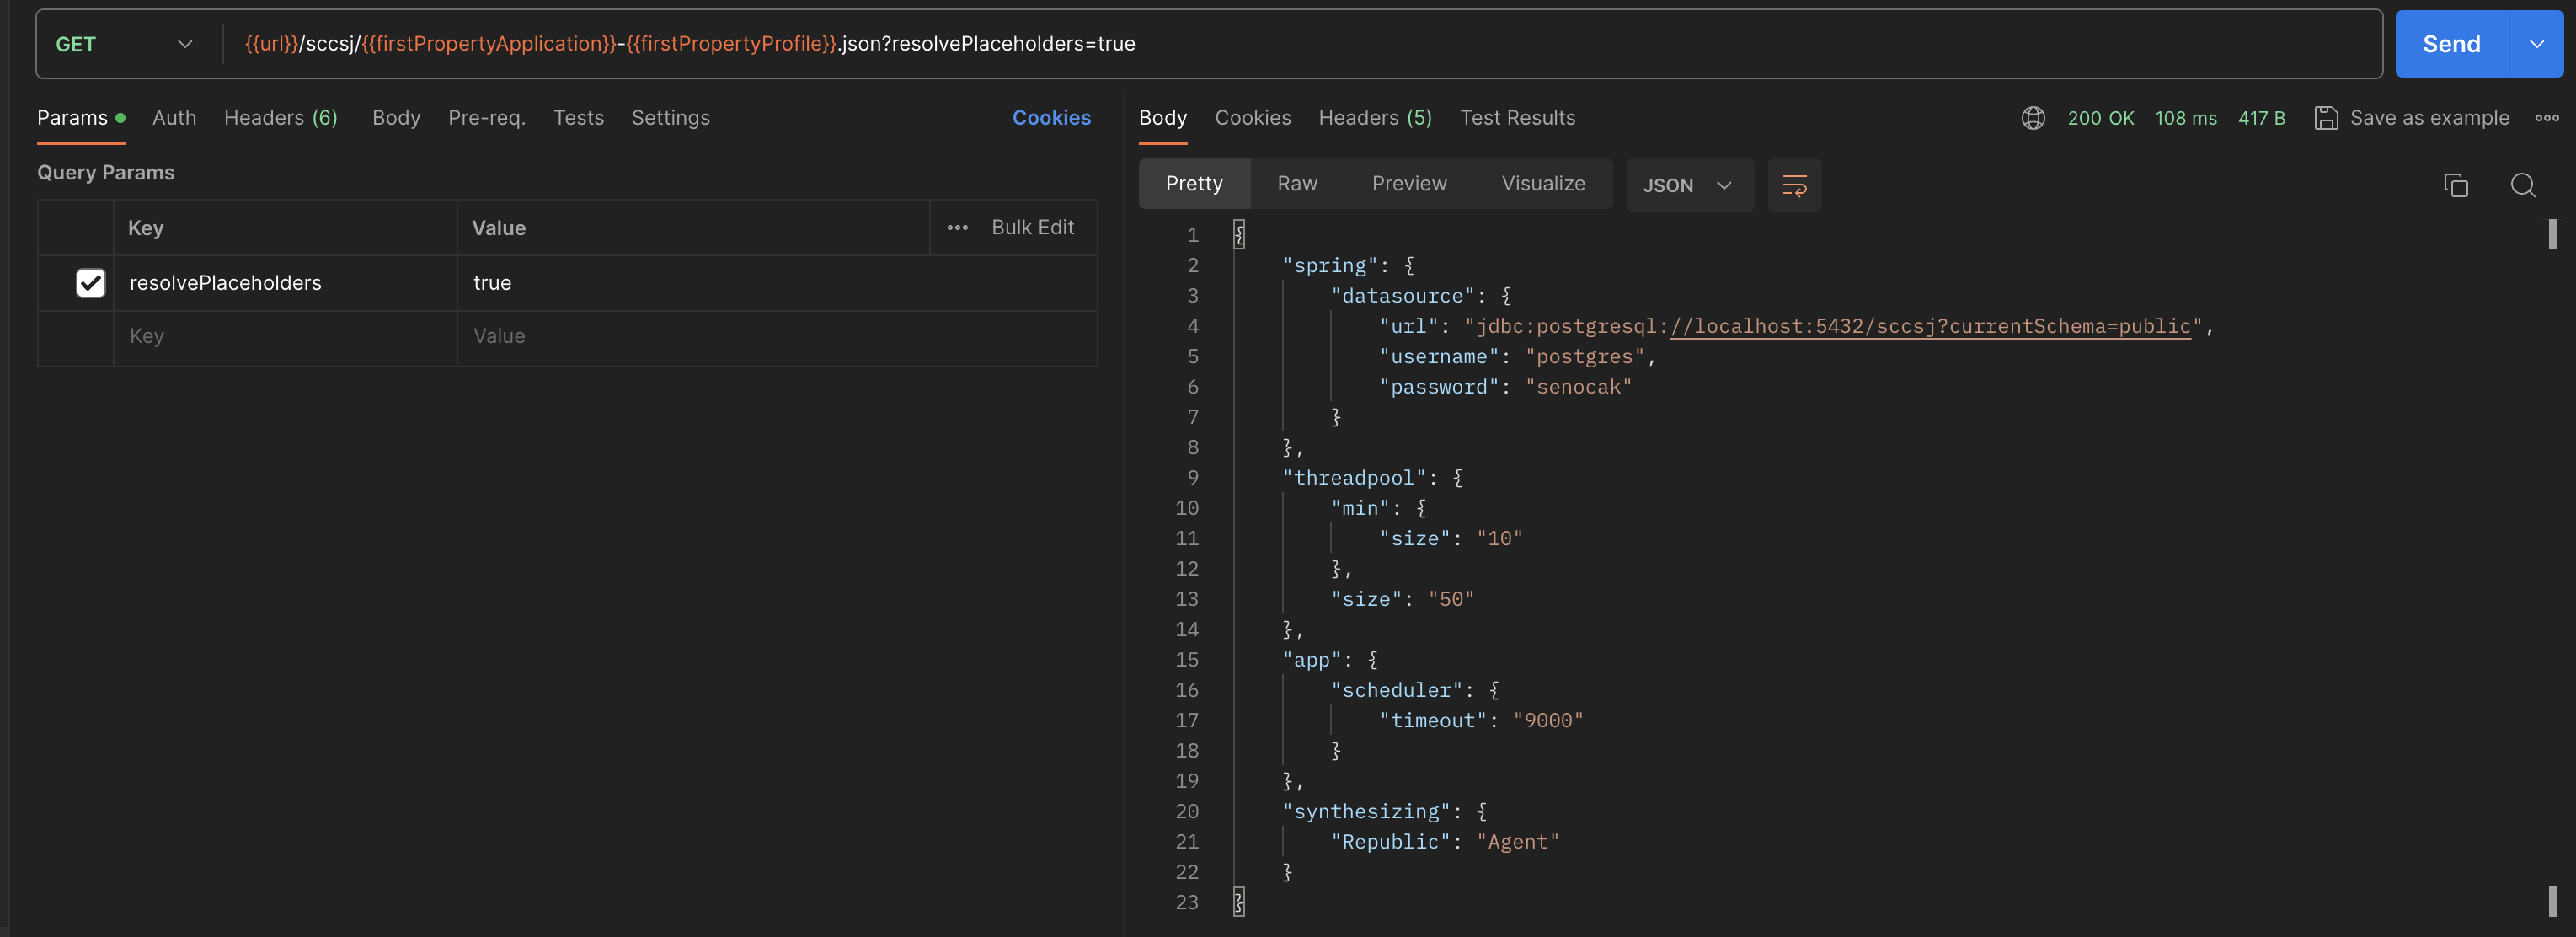 GET {{url}}/sccsj/{{firstPropertyApplication}}-{{firstPropertyProfile}}.json?resolvePlaceholders=true Send
Params Auth Headers (6) Body Pre-req. Tests Settings Cookies
Query Params
Key Value ••• Bulk Edit
resolvePlaceholders true
Key Value
Body Cookies Headers (5) Test Results 200 OK 108 ms 417 B Save as example
Pretty Raw Preview Visualize JSON
1 {
2 "spring": {
3 "datasource": {
4 "url": "jdbc:postgresql://localhost:5432/sccsj?currentSchema=public",
5 "username": "postgres",
6 "password": "senocak"
7 }
8 },
9 "threadpool": {
10 "min": {
11 "size": "10"
12 },
13 "size": "50"
14 },
15 "app": {
16 "scheduler": {
17 "timeout": "9000"
18 }
19 },
20 "synthesizing": {
21 "Republic": "Agent"
22 }
23 }